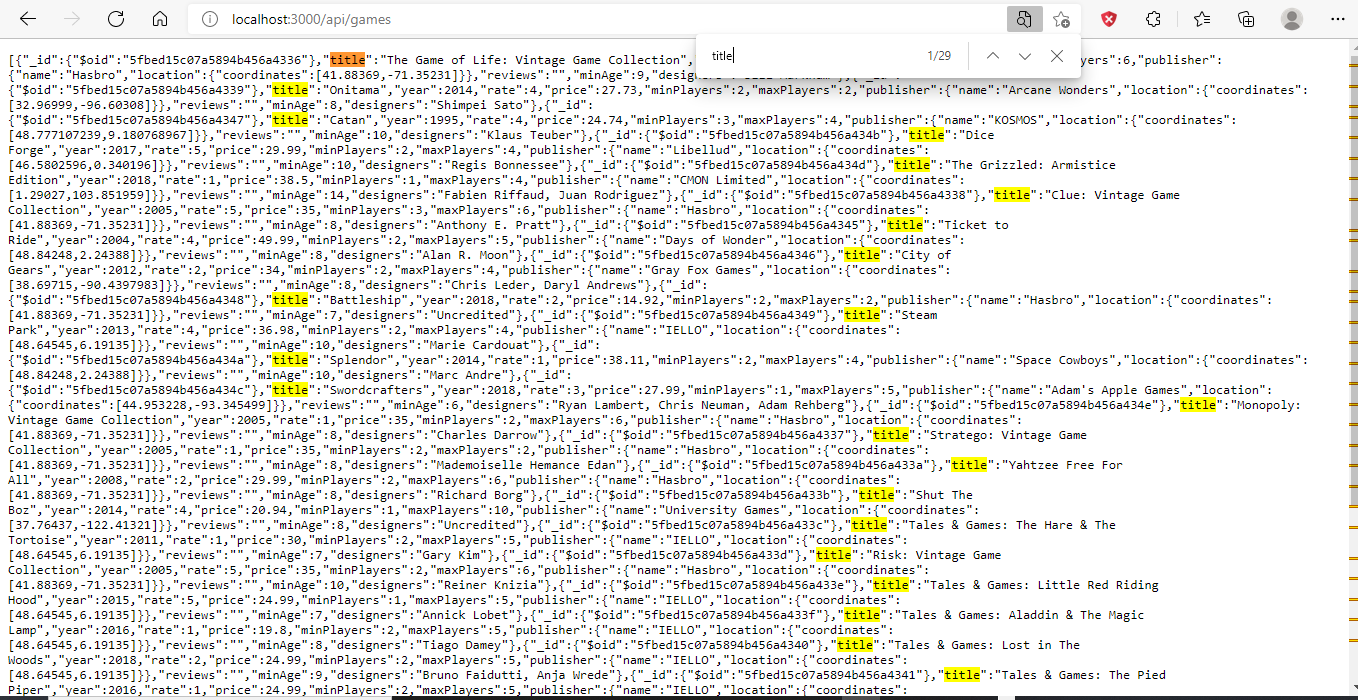 localhost:3000/api/games
title
1/29
[{"_id":{"$oid":"5fbed15c07a5894b456a4336"},"title":"The Game of Life: Vintage Game Collection", yers":6,"publisher":
{"name":"Hasbro","location":{"coordinates":[41.88369,-71.35231]}},"reviews":"","minAge":9,"designe
{"$oid":"5fbed15c07a5894b456a4339"},"title":"Onitama","year":2014,"rate":4,"price":27.73,"minPlayers":2,"maxPlayers":2,"publisher":{"name":"Arcane Wonders","location":{"coordinates":
[32.96999,-96.60308]}},"reviews":"","minAge":8,"designers":"Shimpei Sato"},{"_id":
{"$oid":"5fbed15c07a5894b456a4347"},"title":"Catan","year":1995,"rate":4,"price":24.74,"minPlayers":3,"maxPlayers":4,"publisher":{"name":"KOSMOS","location":{"coordinates":
[48.777107239,9.180768967]}},"reviews":"","minAge":10,"designers":"Klaus Teuber"},{"_id":{"$oid":"5fbed15c07a5894b456a434b"},"title":"Dice
Forge","year":2017,"rate":5,"price":29.99,"minPlayers":2,"maxPlayers":4,"publisher":{"name":"Libellud","location":{"coordinates":
[46.5802596,0.340196]}},"reviews":"","minAge":10,"designers":"Regis Bonnessee"},{"_id":{"$oid":"5fbed15c07a5894b456a434d"},"title":"The Grizzled: Armistice
Edition","year":2018,"rate":1,"price":38.5,"minPlayers":1,"maxPlayers":4,"publisher":{"name":"CMON Limited","location":{"coordinates":
[1.29027,103.851959]}},"reviews":"","minAge":14,"designers":"Fabien Riffaud, Juan Rodriguez"},{"_id":{"$oid":"5fbed15c07a5894b456a4338"},"title":"Clue: Vintage Game
Collection","year":2005,"rate":5,"price":35,"minPlayers":3,"maxPlayers":6,"publisher":{"name":"Hasbro","location":{"coordinates":
[41.88369,-71.35231]}},"reviews":"","minAge":8,"designers":"Anthony E. Pratt"},{"_id":{"$oid":"5fbed15c07a5894b456a4345"},"title":"Ticket to
Ride","year":2004,"rate":4,"price":49.99,"minPlayers":2,"maxPlayers":5,"publisher":{"name":"Days of Wonder","location":{"coordinates":
[48.84248,2.24388]}},"reviews":"","minAge":8,"designers":"Alan R. Moon"},{"_id":{"$oid":"5fbed15c07a5894b456a4346"},"title":"City of
Gears","year":2012,"rate":2,"price":34,"minPlayers":2,"maxPlayers":4,"publisher":{"name":"Gray Fox Games","location":{"coordinates":
[38.69715,-90.4397983]}},"reviews":"","minAge":8,"designers":"Chris Leder, Daryl Andrews"},{"_id":
{"$oid":"5fbed15c07a5894b456a4348"},"title":"Battleship","year":2018,"rate":2,"price":14.92,"minPlayers":2,"maxPlayers":2,"publisher":{"name":"Hasbro","location":{"coordinates":
[41.88369,-71.35231]}},"reviews":"","minAge":7,"designers":"Uncredited"},{"_id":{"$oid":"5fbed15c07a5894b456a4349"},"title":"Steam
Park","year":2013,"rate":4,"price":36.98,"minPlayers":2,"maxPlayers":4,"publisher":{"name":"IELLO","location":{"coordinates":
[48.64545,6.19135]}},"reviews":"","minAge":10,"designers":"Marie Cardouat"},{"_id":
{"$oid":"5fbed15c07a5894b456a434a"},"title":"Splendor","year":2014,"rate":1,"price":38.11,"minPlayers":2,"maxPlayers":4,"publisher":{"name":"Space Cowboys","location":{"coordinates":
[48.84248,2.24388]}},"reviews":"","minAge":10,"designers":"Marc Andre"},{"_id":
{"$oid":"5fbed15c07a5894b456a434c"},"title":"Swordcrafters","year":2018,"rate":3,"price":27.99,"minPlayers":1,"maxPlayers":5,"publisher":{"name":"Adam's Apple Games","location":
{"coordinates":[44.953228,-93.345499]}},"reviews":"","minAge":6,"designers":"Ryan Lambert, Chris Neuman, Adam Rehberg"},{"_id":{"$oid":"5fbed15c07a5894b456a434e"},"title":"Monopoly:
Vintage Game Collection","year":2005,"rate":1,"price":35,"minPlayers":2,"maxPlayers":6,"publisher":{"name":"Hasbro","location":{"coordinates":
[41.88369,-71.35231]}},"reviews":"","minAge":8,"designers":"Charles Darrow"},{"_id":{"$oid":"5fbed15c07a5894b456a4337"},"title":"Stratego: Vintage Game
Collection","year":2005,"rate":1,"price":35,"minPlayers":2,"maxPlayers":2,"publisher":{"name":"Hasbro","location":{"coordinates":
[41.88369,-71.35231]}},"reviews":"","minAge":8,"designers":"Mademoiselle Hemance Edan"},{"_id":{"$oid":"5fbed15c07a5894b456a433a"},"title":"Yahtzee Free For
All","year":2008,"rate":2,"price":29.99,"minPlayers":2,"maxPlayers":6,"publisher":{"name":"Hasbro","location":{"coordinates":
[41.88369,-71.35231]}},"reviews":"","minAge":8,"designers":"Richard Borg"},{"_id":{"$oid":"5fbed15c07a5894b456a433b"},"title":"Shut The
Boz","year":2014,"rate":4,"price":20.94,"minPlayers":1,"maxPlayers":10,"publisher":{"name":"University Games","location":{"coordinates":
[37.76437,-122.41321]}},"reviews":"","minAge":8,"designers":"Uncredited"},{"_id":{"$oid":"5fbed15c07a5894b456a433c"},"title":"Tales & Games: The Hare & The
Tortoise","year":2011,"rate":1,"price":30,"minPlayers":2,"maxPlayers":5,"publisher":{"name":"IELLO","location":{"coordinates":
[48.64545,6.19135]}},"reviews":"","minAge":7,"designers":"Gary Kim"},{"_id":{"$oid":"5fbed15c07a5894b456a433d"},"title":"Risk: Vintage Game
Collection","year":2005,"rate":5,"price":35,"minPlayers":2,"maxPlayers":6,"publisher":{"name":"Hasbro","location":{"coordinates":
[41.88369,-71.35231]}},"reviews":"","minAge":10,"designers":"Reiner Knizia"},{"_id":{"$oid":"5fbed15c07a5894b456a433e"},"title":"Tales & Games: Little Red Riding
Hood","year":2015,"rate":5,"price":24.99,"minPlayers":1,"maxPlayers":5,"publisher":{"name":"IELLO","location":{"coordinates":
[48.64545,6.19135]}},"reviews":"","minAge":7,"designers":"Annick Lobet"},{"_id":{"$oid":"5fbed15c07a5894b456a433f"},"title":"Tales & Games: Aladdin & The Magic
Lamp","year":2016,"rate":1,"price":19.8,"minPlayers":2,"maxPlayers":5,"publisher":{"name":"IELLO","location":{"coordinates":
[48.64545,6.19135]}},"reviews":"","minAge":8,"designers":"Tiago Damey"},{"_id":{"$oid":"5fbed15c07a5894b456a4340"},"title":"Tales & Games: Lost in The
Woods","year":2018,"rate":2,"price":24.99,"minPlayers":2,"maxPlayers":5,"publisher":{"name":"IELLO","location":{"coordinates":
[48.64545,6.19135]}},"reviews":"","minAge":9,"designers":"Bruno Faidutti, Anja Wrede"},{"_id":{"$oid":"5fbed15c07a5894b456a4341"},"title":"Tales & Games: The Pied
Piper","year":2016,"rate":1,"price":24.99,"minPlayers":2,"maxPlayers":5,"publisher":{"name":"IELLO","location":{"coordinates":